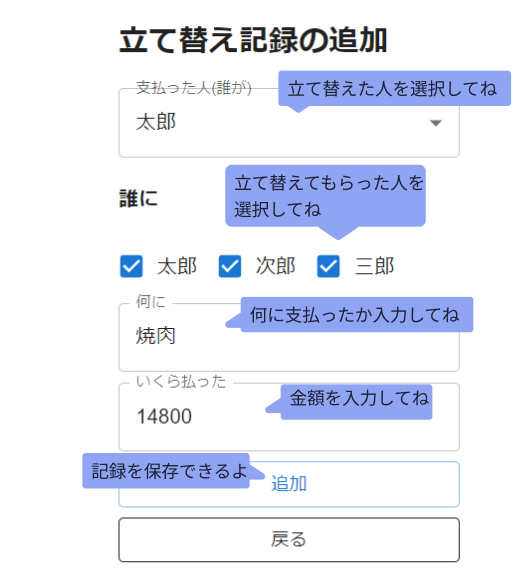 立て替え記録の追加
支払った人(誰が)
立て替えた人を選択してね
太郎
立て替えてもらった人を
選択してね
誰に
太郎 次郎 三郎
何に
何に支払ったか入力してね
焼肉
いくら払った
金額を入力してね
14800
記録を保存できるよ
追加
戻る